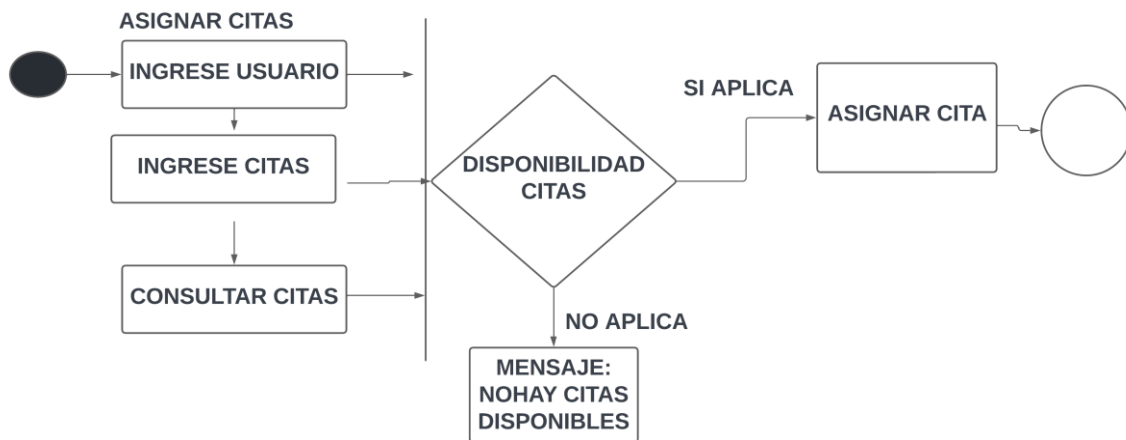 ASIGNAR CITAS
INGRESE USUARIO
INGRESE CITAS
CONSULTAR CITAS
DISPONIBILIDAD
CITAS
SI APLICA
ASIGNAR CITA
NO APLICA
MENSAJE:
NOHAY CITAS
DISPONIBLES